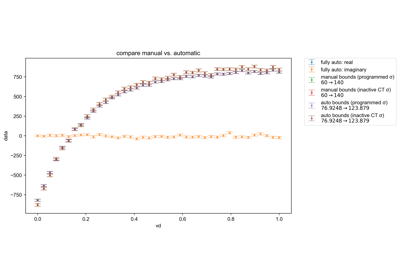 compare manual vs. automatic
fully auto: real
fully auto: imaginary
manual bounds (programmed σ)
60→140
manual bounds (inactive CT σ)
60→140
auto bounds (programmed σ)
76.9248→123.879
auto bounds (inactive CT σ)
76.9248→123.879
data
750
500
250
0
−250
−500
−750
0.0 0.2 0.4 0.6 0.8 1.0
vd